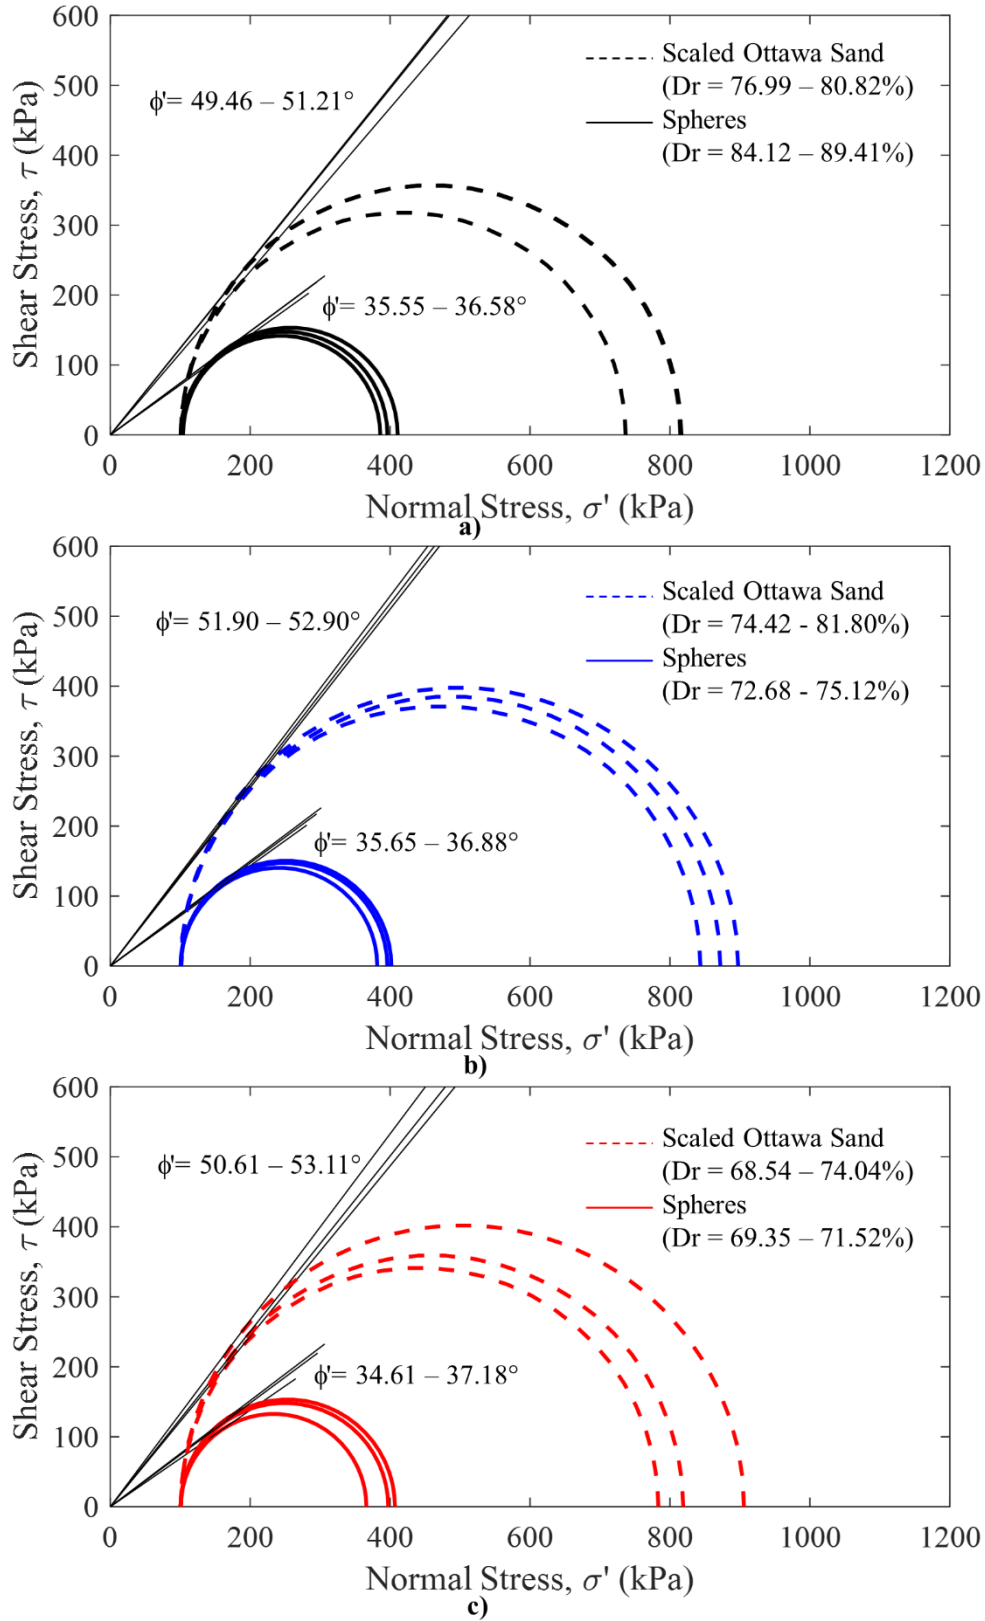 600
500
400
300
200
100
0
Shear Stress, τ (kPa)
ϕ'= 49.46 – 51.21°
Scaled Ottawa Sand
(Dr = 76.99 – 80.82%)
Spheres
(Dr = 84.12 – 89.41%)
ϕ'= 35.55 – 36.58°
0 200 400 600 800 1000 1200
Normal Stress, σ' (kPa)
a)
600
500
400
300
200
100
0
Shear Stress, τ (kPa)
ϕ'= 51.90 – 52.90°
Scaled Ottawa Sand
(Dr = 74.42 - 81.80%)
Spheres
(Dr = 72.68 - 75.12%)
ϕ'= 35.65 – 36.88°
0 200 400 600 800 1000 1200
Normal Stress, σ' (kPa)
b)
600
500
400
300
200
100
0
Shear Stress, τ (kPa)
ϕ'= 50.61 – 53.11°
Scaled Ottawa Sand
(Dr = 68.54 – 74.04%)
Spheres
(Dr = 69.35 – 71.52%)
ϕ'= 34.61 – 37.18°
0 200 400 600 800 1000 1200
Normal Stress, σ' (kPa)
c)